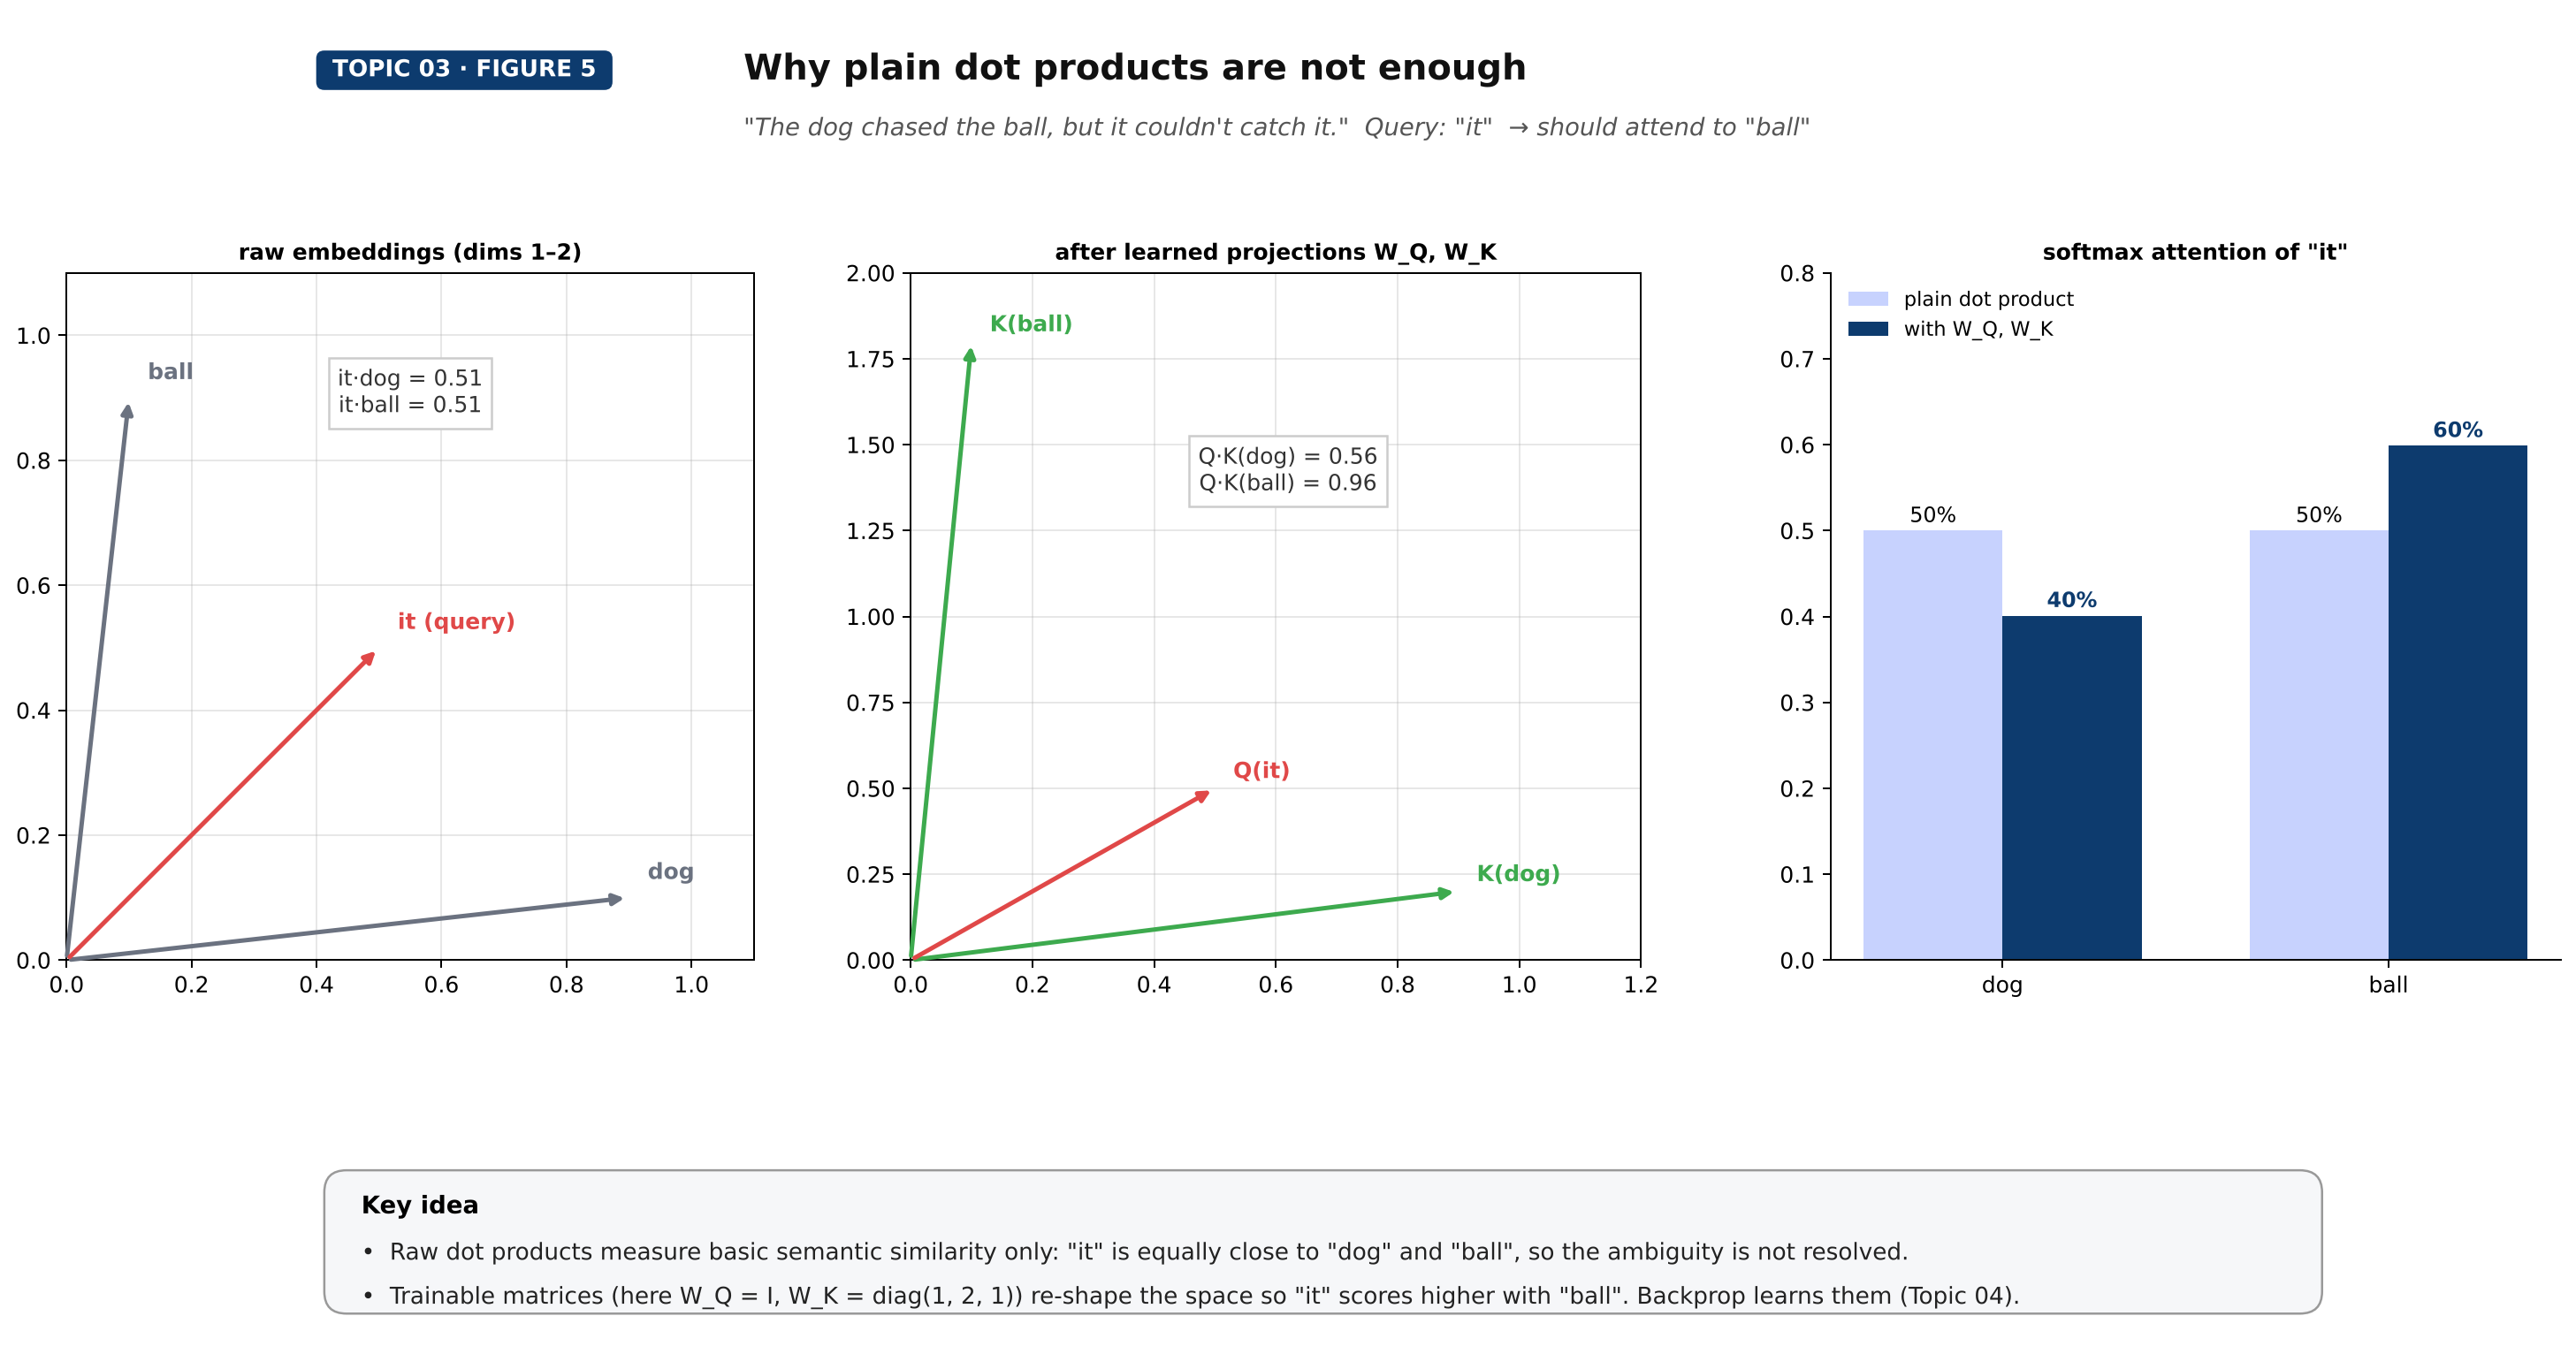 TOPIC 03 · FIGURE 5
Why plain dot products are not enough
"The dog chased the ball, but it couldn't catch it."  Query: "it"  → should attend to "ball"
raw embeddings (dims 1–2)
1.0
0.8
0.6
0.4
0.2
0.0
0.0 0.2 0.4 0.6 0.8 1.0
ball
it·dog = 0.51
it·ball = 0.51
it (query)
dog
after learned projections W_Q, W_K
2.00
1.75
1.50
1.25
1.00
0.75
0.50
0.25
0.00
0.0 0.2 0.4 0.6 0.8 1.0 1.2
K(ball)
Q·K(dog) = 0.56
Q·K(ball) = 0.96
Q(it)
K(dog)
softmax attention of "it"
0.8
0.7
0.6
0.5
0.4
0.3
0.2
0.1
0.0
plain dot product
with W_Q, W_K
50%
40%
50%
60%
dog ball
Key idea
• Raw dot products measure basic semantic similarity only: "it" is equally close to "dog" and "ball", so the ambiguity is not resolved.
• Trainable matrices (here W_Q = I, W_K = diag(1, 2, 1)) re-shape the space so "it" scores higher with "ball". Backprop learns them (Topic 04).